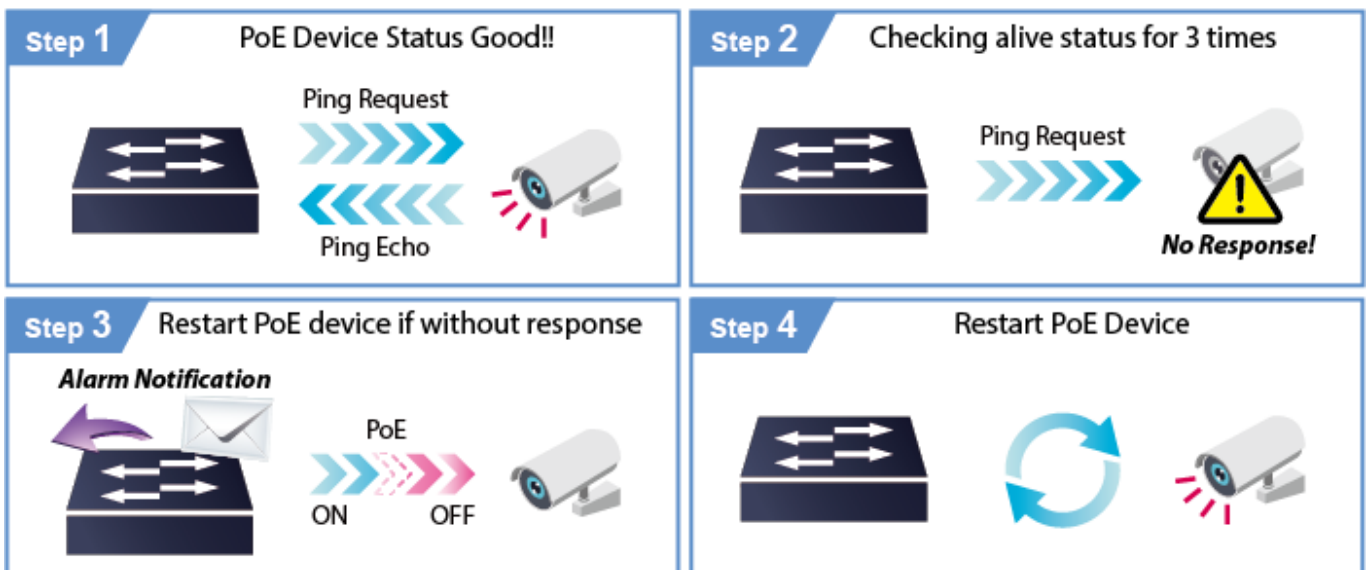 Step 1
PoE Device Status Good!!
Ping Request
Ping Echo
Step 2
Checking alive status for 3 times
Ping Request
No Response!
Step 3
Restart PoE device if without response
Alarm Notification
PoE
ON
OFF
Step 4
Restart PoE Device